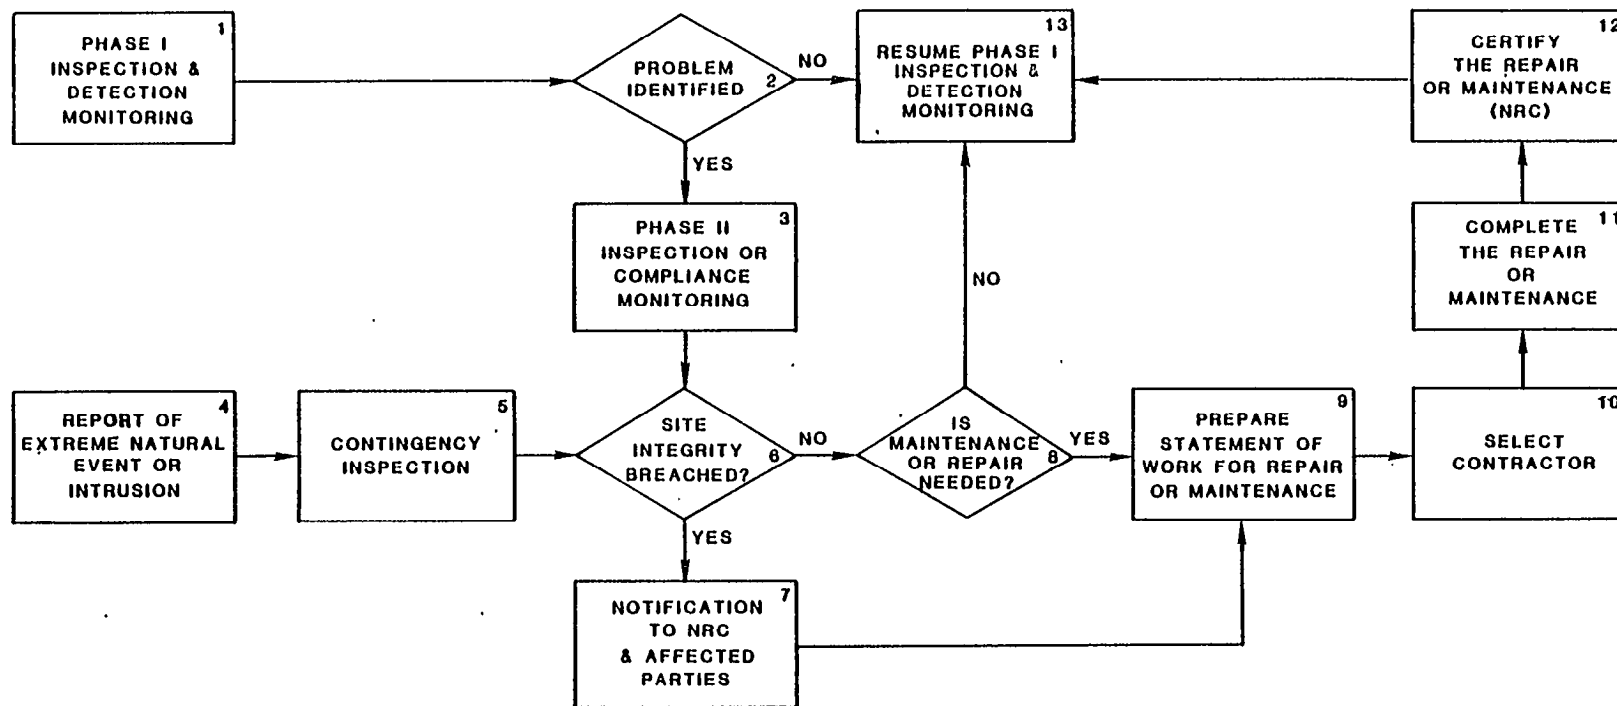 1
PHASE I
INSPECTION &
DETECTION
MONITORING
PROBLEM
IDENTIFIED
2
NO
YES
13
RESUME PHASE I
INSPECTION &
DETECTION
MONITORING
12
CERTIFY
THE REPAIR
OR MAINTENANCE
(NRC)
3
PHASE II
INSPECTION OR
COMPLIANCE
MONITORING
NO
11
COMPLETE
THE REPAIR
OR
MAINTENANCE
4
REPORT OF
EXTREME NATURAL
EVENT OR
INTRUSION
5
CONTINGENCY
INSPECTION
SITE
INTEGRITY
BREACHED?
6
NO
YES
IS
MAINTENANCE
OR REPAIR
NEEDED?
8
YES
9
PREPARE
STATEMENT OF
WORK FOR REPAIR
OR MAINTENANCE
10
SELECT
CONTRACTOR
7
NOTIFICATION
TO NRC
& AFFECTED
PARTIES